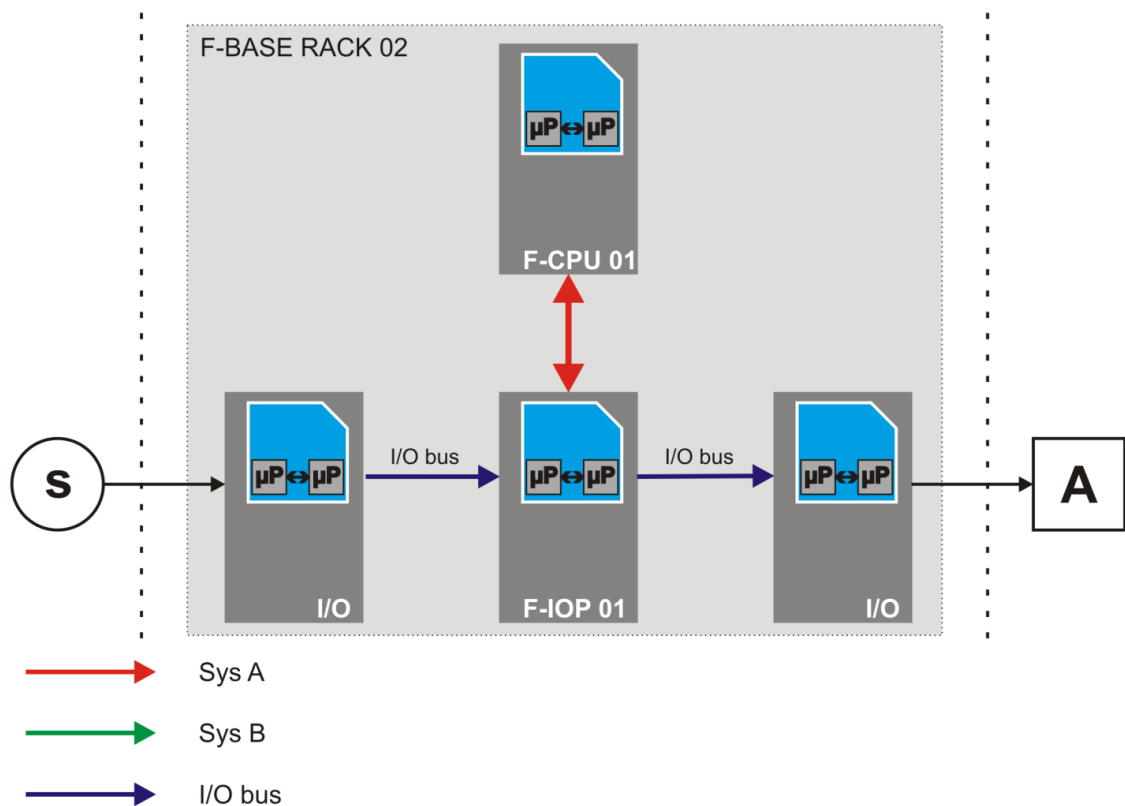 F-BASE RACK 02
µP µP
F-CPU 01
µP µP
I/O
I/O bus
µP µP
F-IOP 01
I/O bus
µP µP
I/O
s
A
Sys A
Sys B
I/O bus